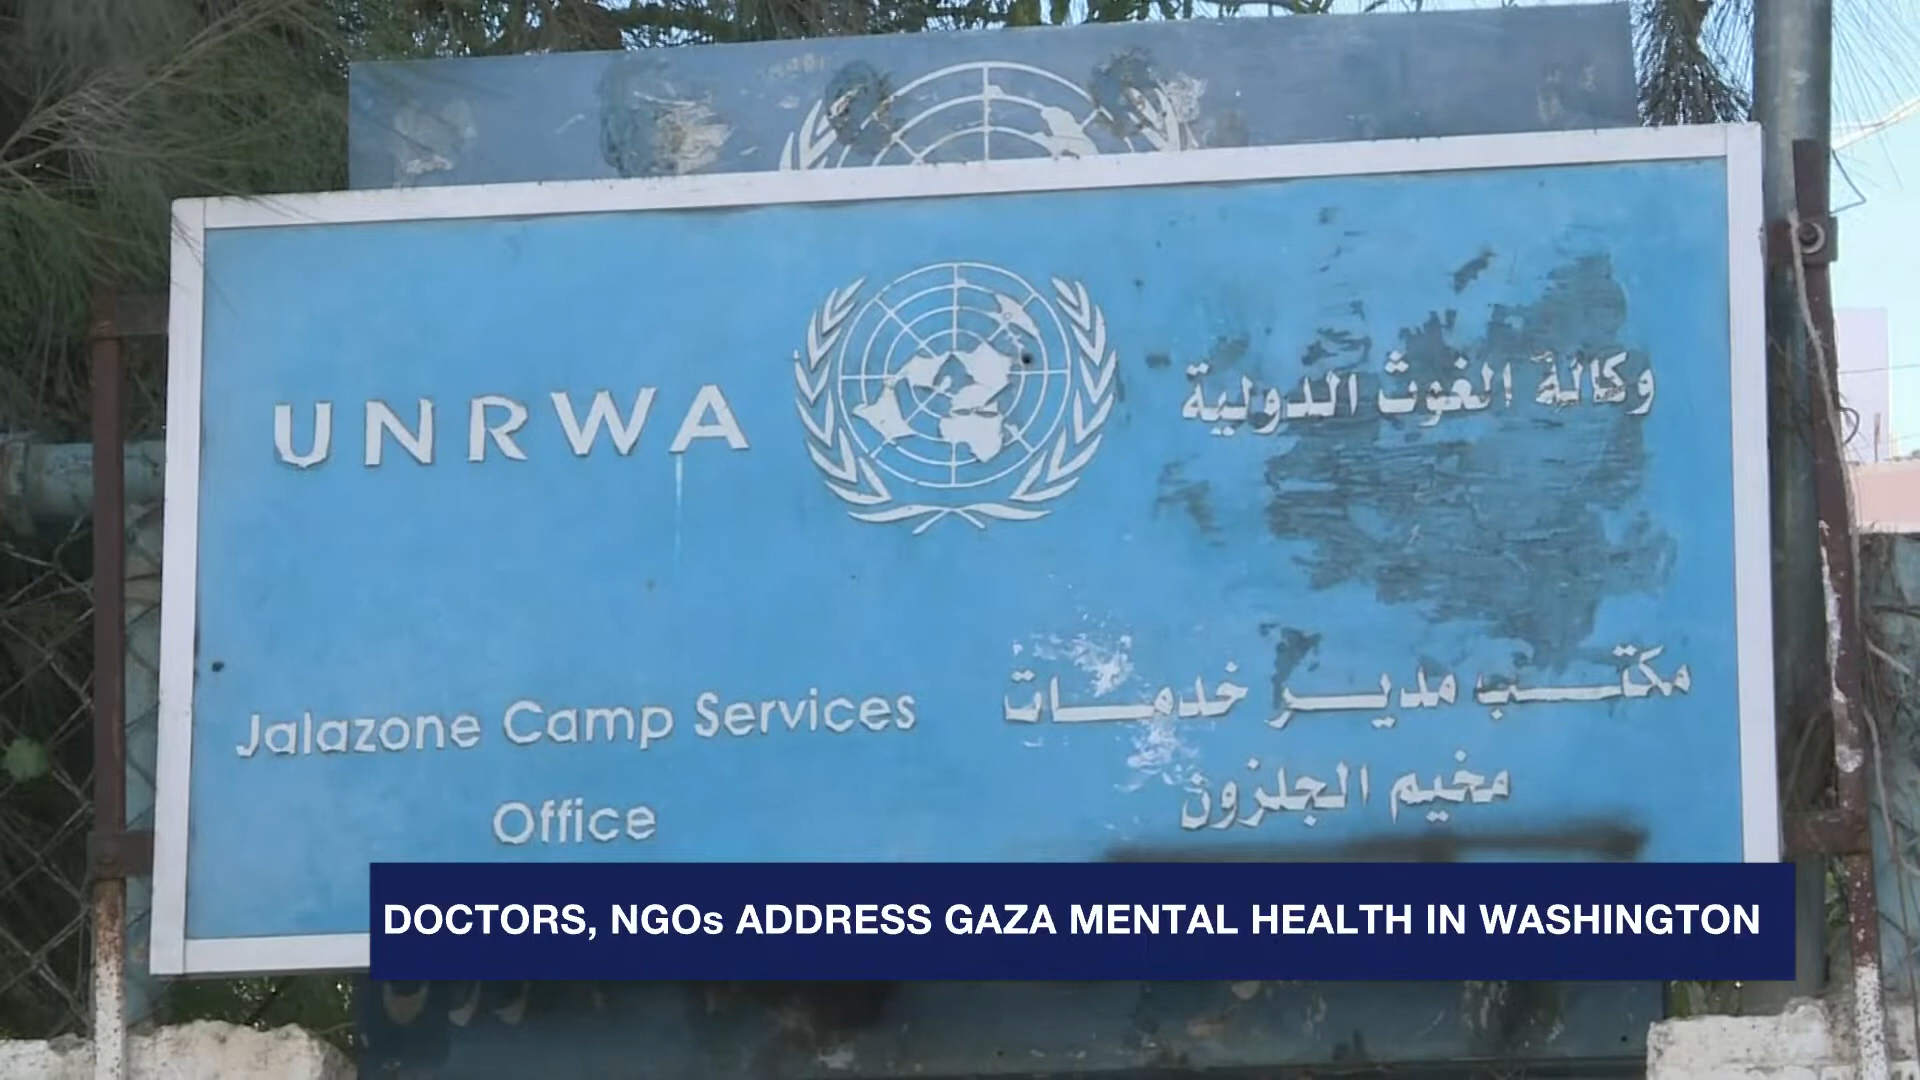 UNRWA
وكالة الغوث الدولية
Jalazone Camp Services
Office
مكتب مدير خدمات
مخيم الجلزون
DOCTORS, NGOs ADDRESS GAZA MENTAL HEALTH IN WASHINGTON